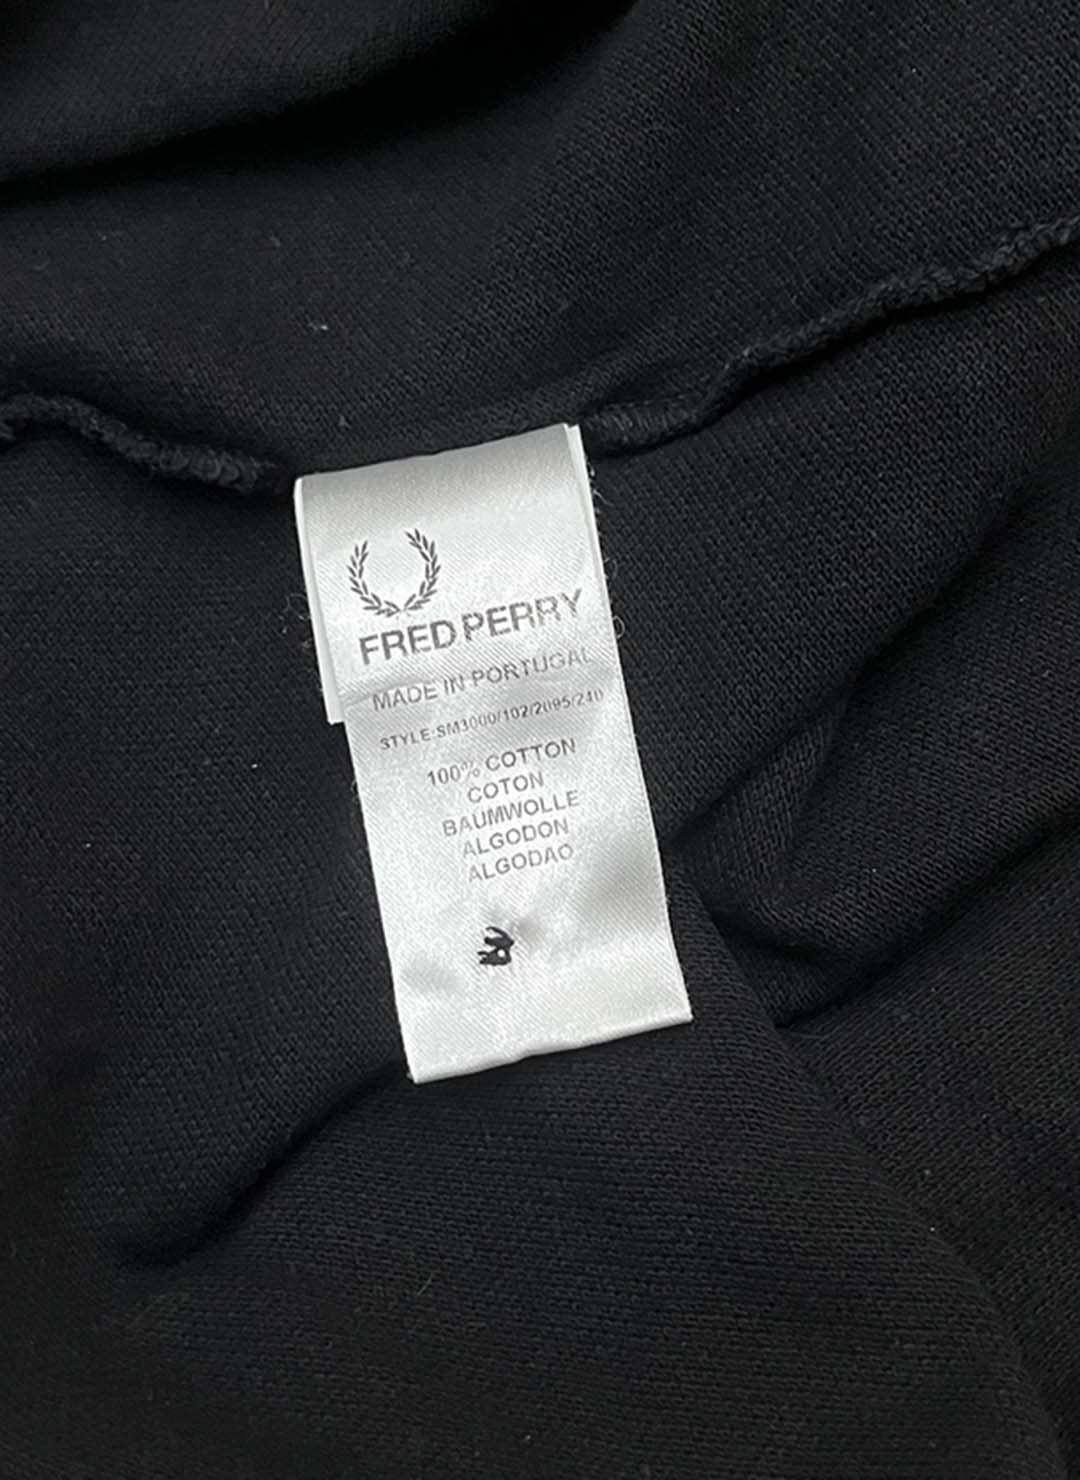 FRED PERRY
MADE IN PORTUGAL
STYLE:SM3000/102/2095/240
100% COTTON
COTON
BAUMWOLLE
ALGODON
ALGODAO